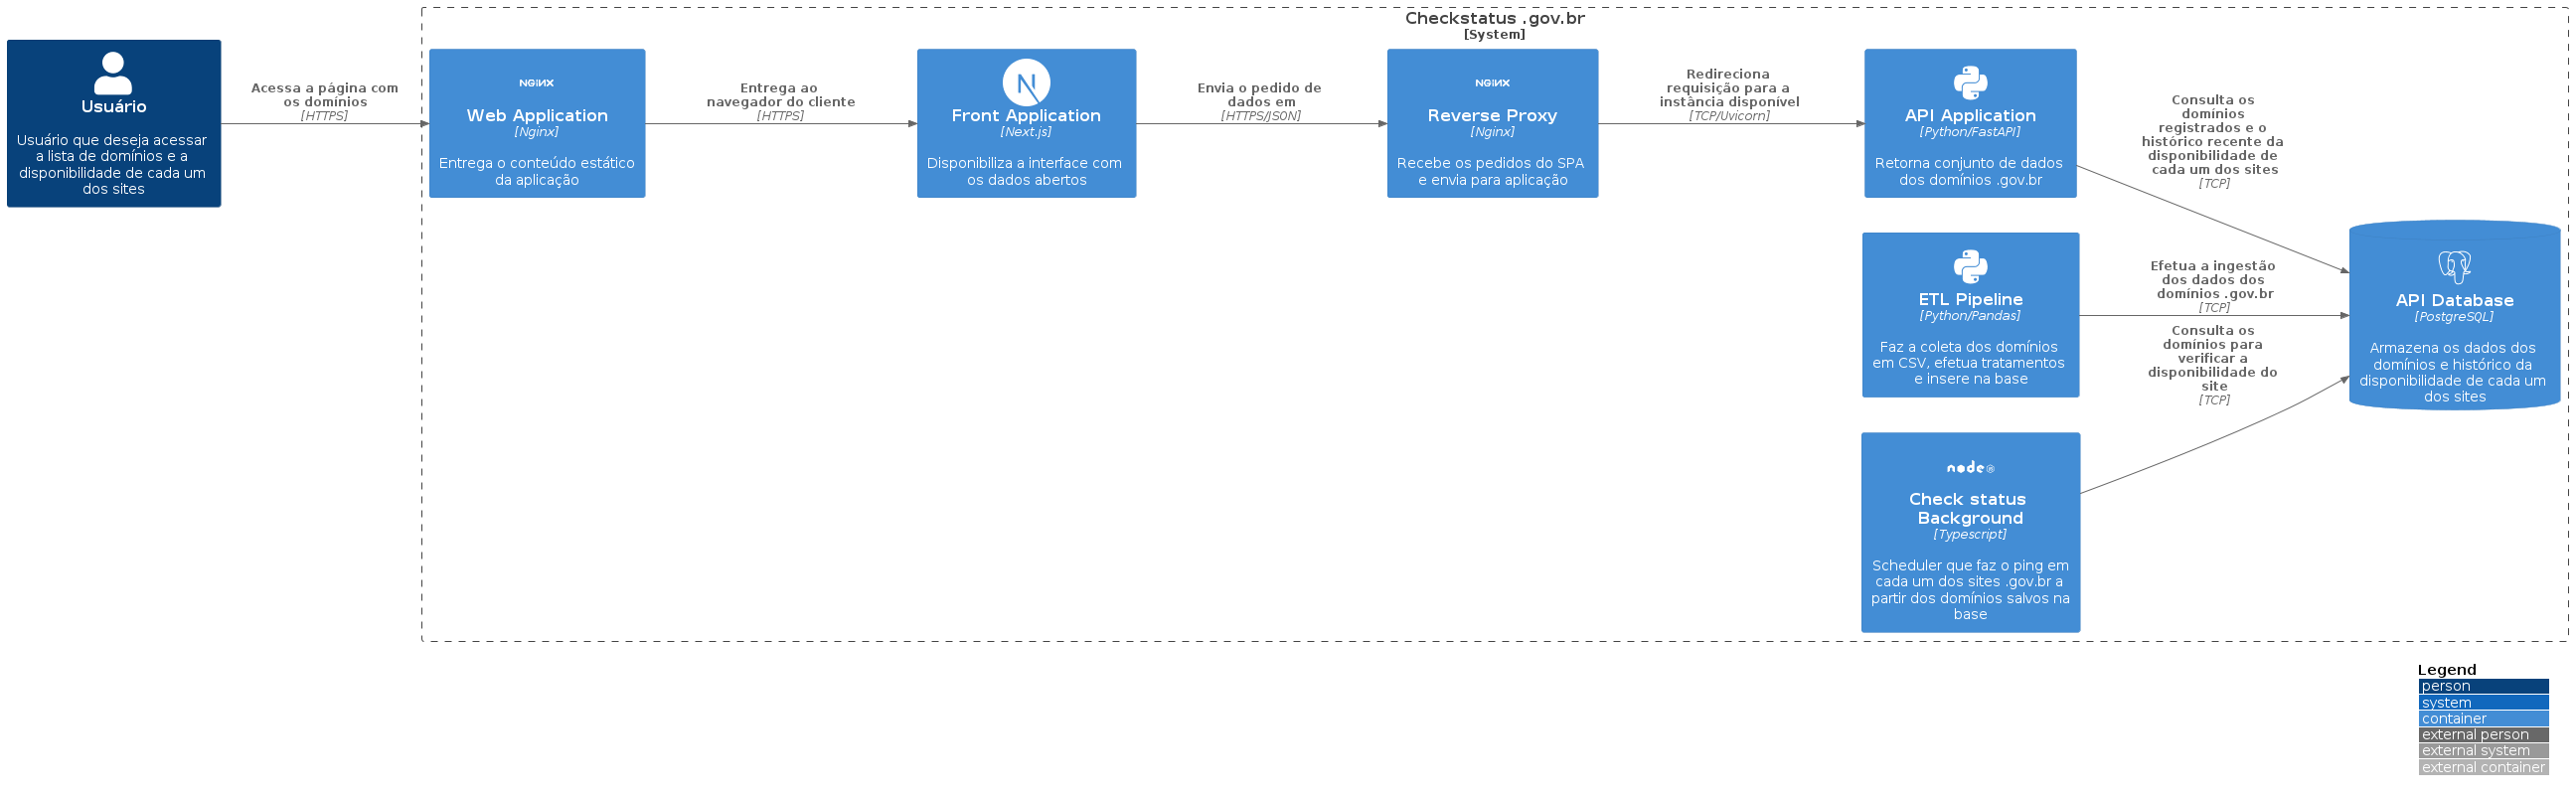 Checkstatus .gov.br
[System]
Usuário
Usuário que deseja acessar
a lista de domínios e a
disponibilidade de cada um
dos sites
Acessa a página com
os domínios
[HTTPS]
NGINX
Web Application
[Nginx]
Entrega o conteúdo estático
da aplicação
Entrega ao
navegador do cliente
[HTTPS]
N
Front Application
[Next.js]
Disponibiliza a interface com
os dados abertos
Envia o pedido de
dados em
[HTTPS/JSON]
NGINX
Reverse Proxy
[Nginx]
Recebe os pedidos do SPA
e envia para aplicação
Redireciona
requisição para a
instância disponível
[TCP/Uvicorn]
API Application
[Python/FastAPI]
Retorna conjunto de dados
dos domínios .gov.br
Consulta os
domínios
registrados e o
histórico recente da
disponibilidade de
cada um dos sites
[TCP]
ETL Pipeline
[Python/Pandas]
Faz a coleta dos domínios
em CSV, efetua tratamentos
e insere na base
Efetua a ingestão
dos dados dos
domínios .gov.br
[TCP]
Consulta os
domínios para
verificar a
disponibilidade do
site
[TCP]
API Database
[PostgreSQL]
Armazena os dados dos
domínios e histórico da
disponibilidade de cada um
dos sites
node®
Check status
Background
[Typescript]
Scheduler que faz o ping em
cada um dos sites .gov.br a
partir dos domínios salvos na
base
Legend
person
system
container
external person
external system
external container